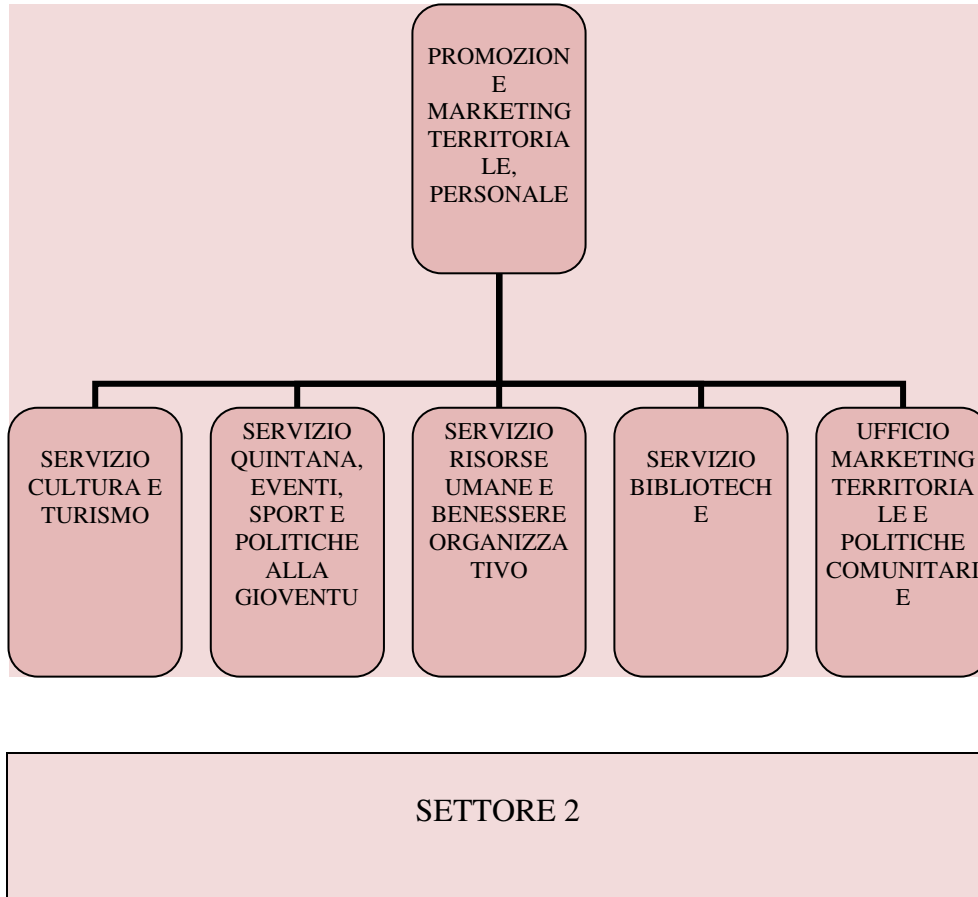 PROMOZION
E
MARKETING
TERRITORIA
LE,
PERSONALE
SERVIZIO
CULTURA E
TURISMO
SERVIZIO
QUINTANA,
EVENTI,
SPORT E
POLITICHE
ALLA
GIOVENTU
SERVIZIO
RISORSE
UMANE E
BENESSERE
ORGANIZZA
TIVO
SERVIZIO
BIBLIOTECH
E
UFFICIO
MARKETING
TERRITORIA
LE E
POLITICHE
COMUNITARI
E
SETTORE 2